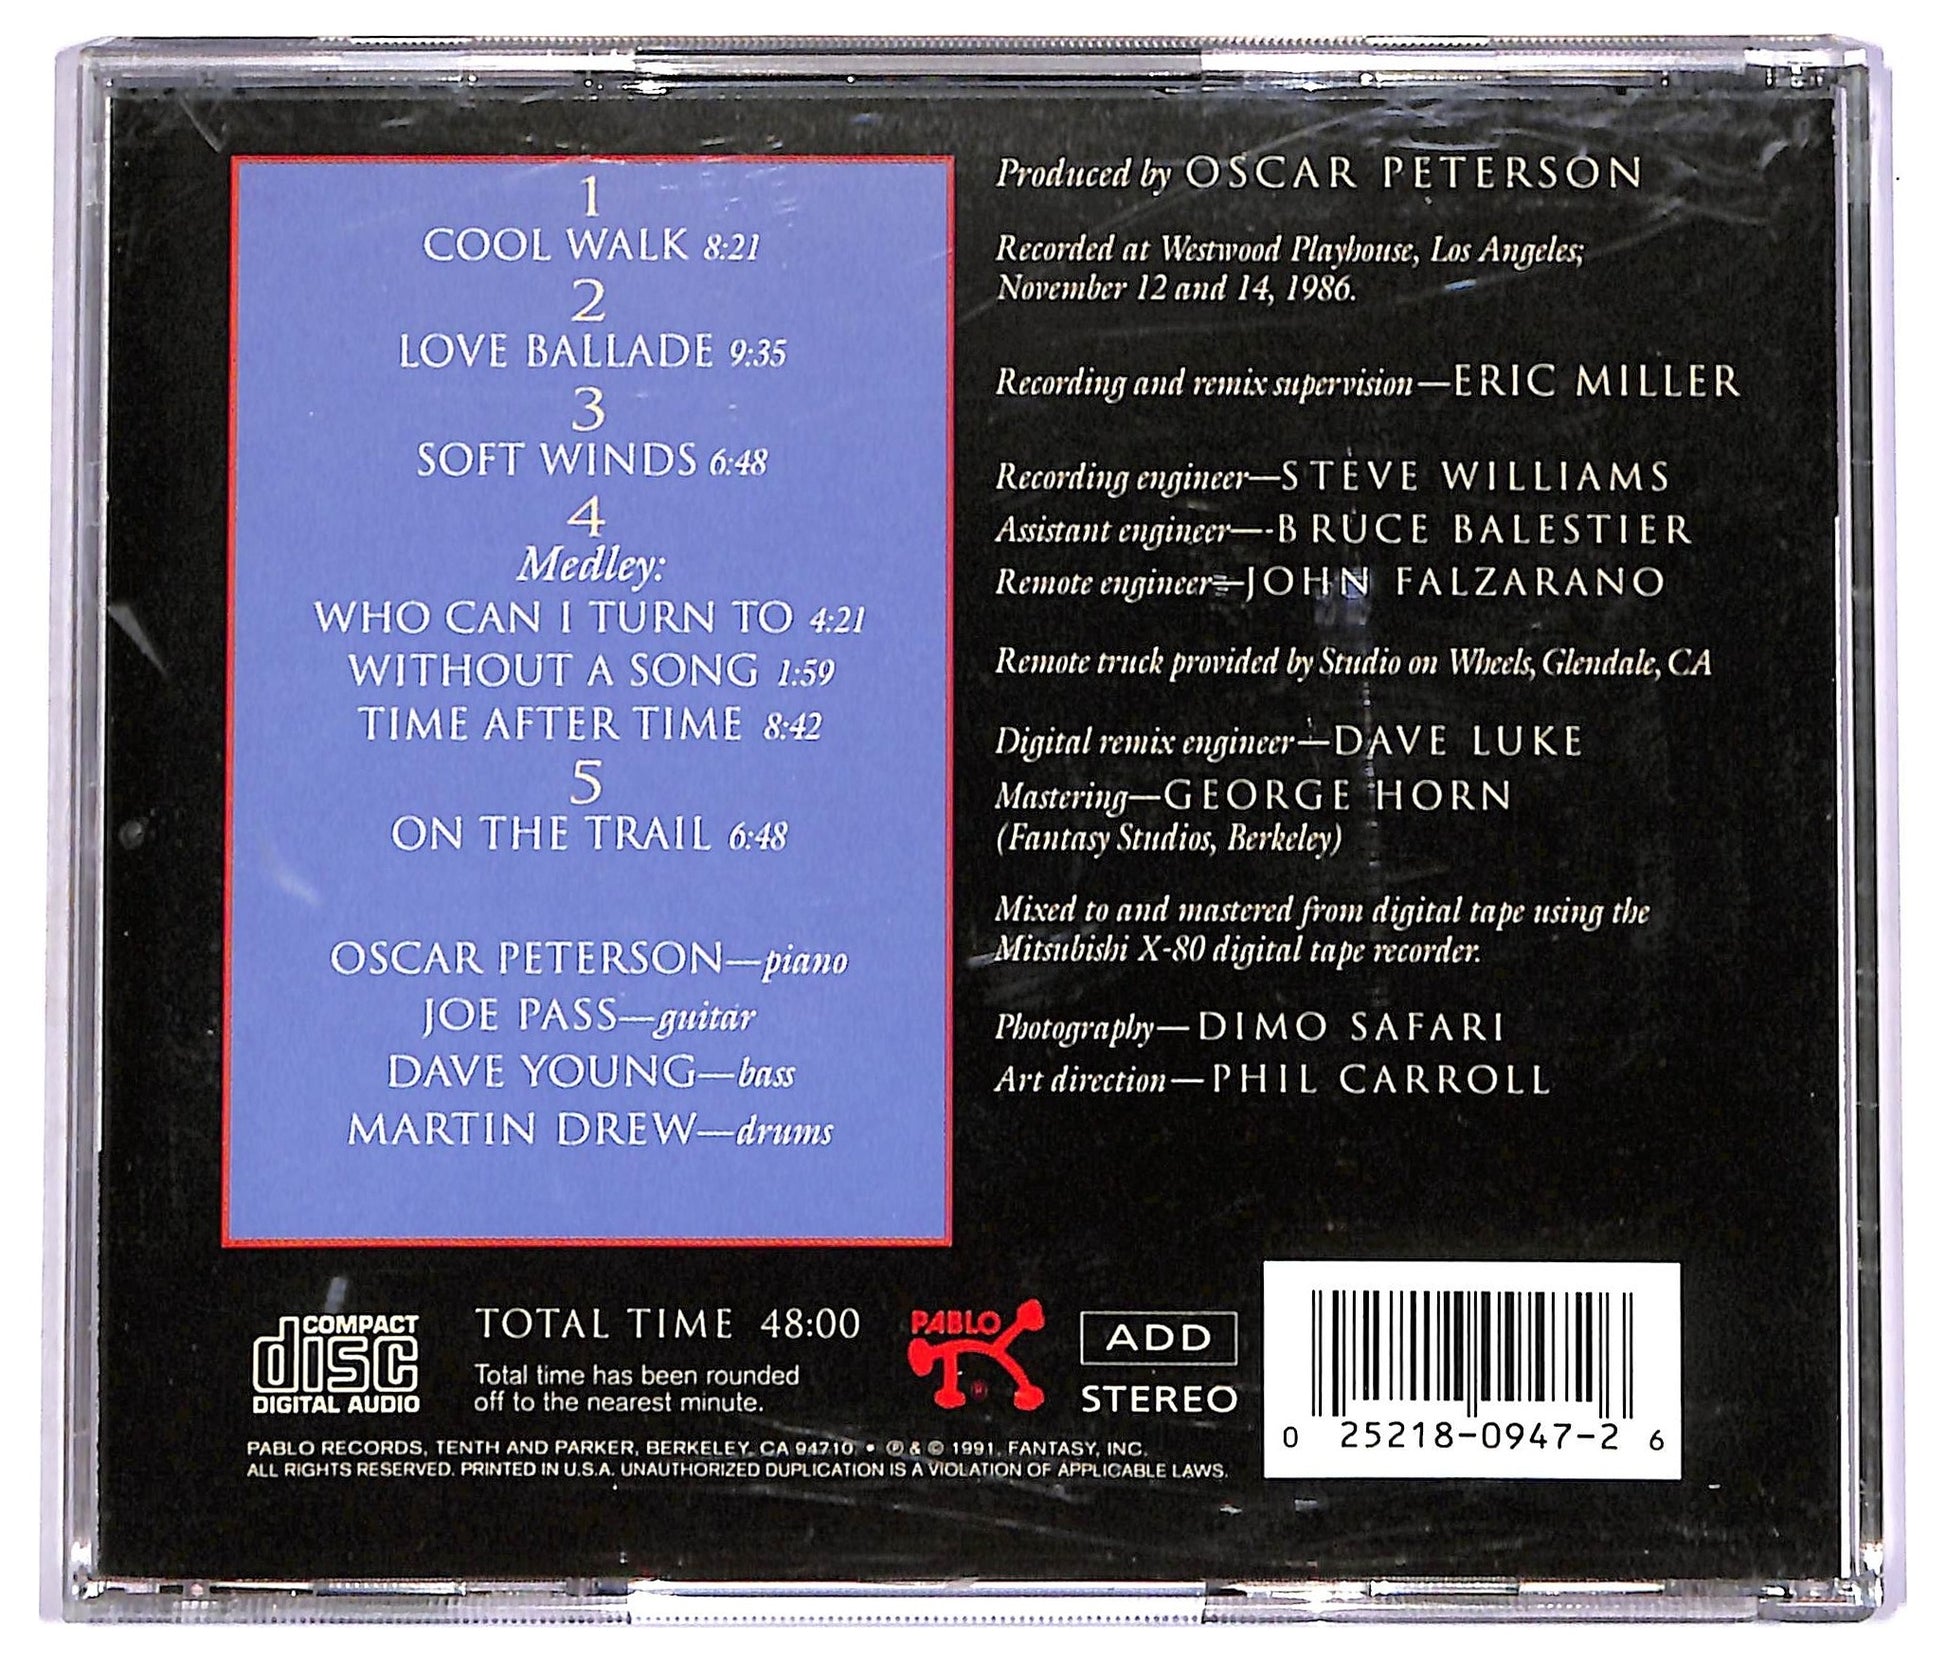 1
COOL WALK 8:21
2
LOVE BALLADE 9:35
3
SOFT WINDS 6:48
4
Medley:
WHO CAN I TURN TO 4:21
WITHOUT A SONG 1:59
TIME AFTER TIME 8:42
5
ON THE TRAIL 6:48
OSCAR PETERSON—piano
JOE PASS—guitar
DAVE YOUNG—bass
MARTIN DREW—drums
Produced by OSCAR PETERSON
Recorded at Westwood Playhouse, Los Angeles;
November 12 and 14, 1986.
Recording and remix supervision—ERIC MILLER
Recording engineer—STEVE WILLIAMS
Assistant engineer—BRUCE BALESTIER
Remote engineer—JOHN FALZARANO
Remote truck provided by Studio on Wheels, Glendale, CA
Digital remix engineer—DAVE LUKE
Mastering—GEORGE HORN
(Fantasy Studios, Berkeley)
Mixed to and mastered from digital tape using the
Mitsubishi X-80 digital tape recorder.
Photography—DIMO SAFARI
Art direction—PHIL CARROLL
COMPACT
disc
DIGITAL AUDIO
TOTAL TIME 48:00
Total time has been rounded
off to the nearest minute.
PABLO
®
ADD
STEREO
0 25218-0947-2 6
PABLO RECORDS, TENTH AND PARKER, BERKELEY, CA 94710. • ℗ & © 1991, FANTASY, INC.
ALL RIGHTS RESERVED. PRINTED IN U.S.A. UNAUTHORIZED DUPLICATION IS A VIOLATION OF APPLICABLE LAWS.